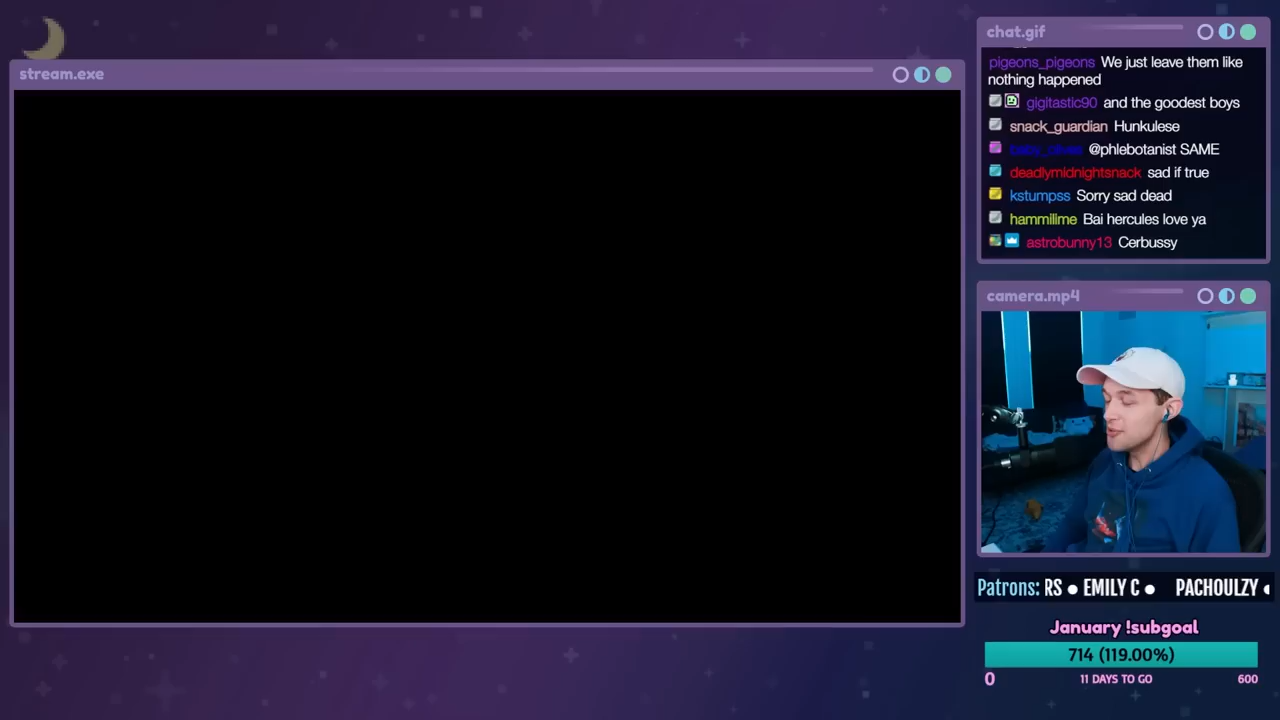 stream.exe
chat.gif
pigeons_pigeons We just leave them like
nothing happened
gigitastic90 and the goodest boys
snack_guardian Hunkulese
@phlebotanist SAME
deadlymidnightsnack sad if true
kstumpss Sorry sad dead
hammilime Bai hercules love ya
astrobunny13 Cerbussy
camera.mp4
Patrons: RS ● EMILY C ● PACHOULZY
January !subgoal
714 (119.00%)
0 11 DAYS TO GO 600